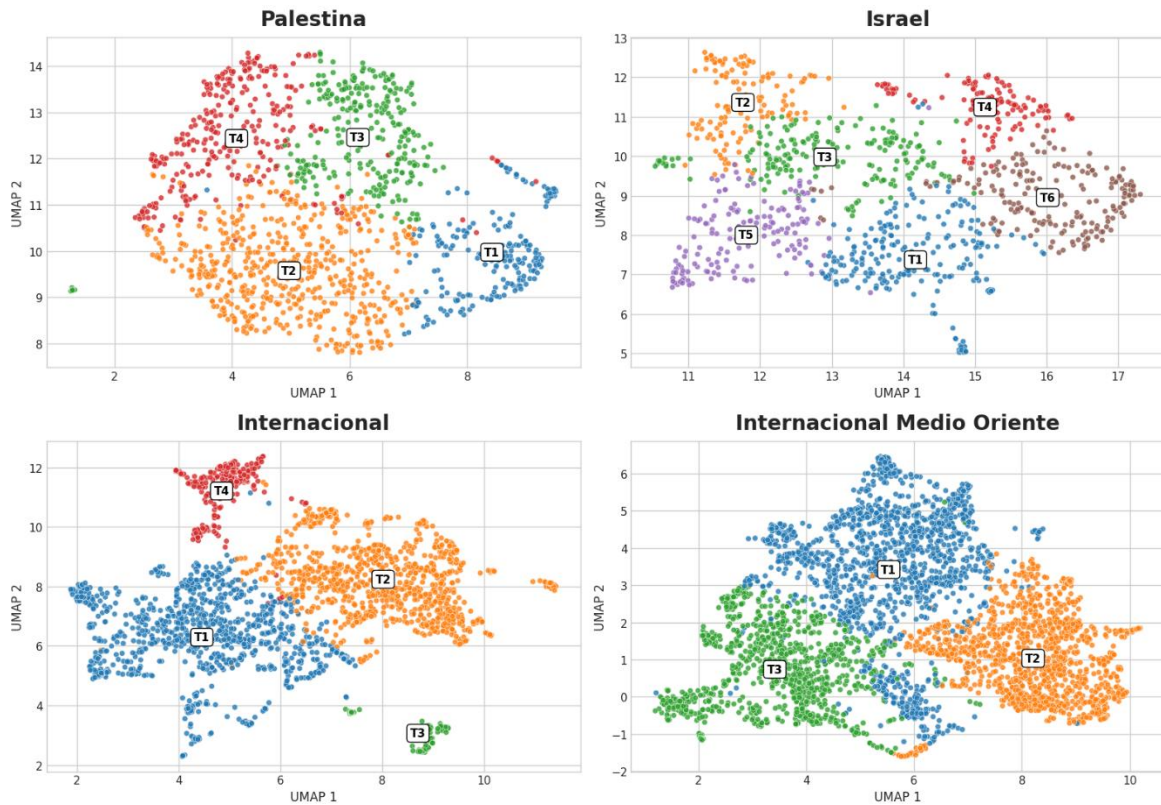 Palestina
14
13
12
11
10
9
8
UMAP 2
T4
T3
T2
T1
2
4
6
8
UMAP 1
Israel
13
12
11
10
9
8
7
6
5
UMAP 2
T2
T4
T3
T6
T5
T1
11
12
13
14
15
16
17
UMAP 1
Internacional
12
10
8
6
4
2
UMAP 2
T4
T2
T1
T3
2
4
6
8
10
UMAP 1
Internacional Medio Oriente
6
5
4
3
2
1
0
−1
−2
UMAP 2
T1
T2
T3
2
4
6
8
10
UMAP 1